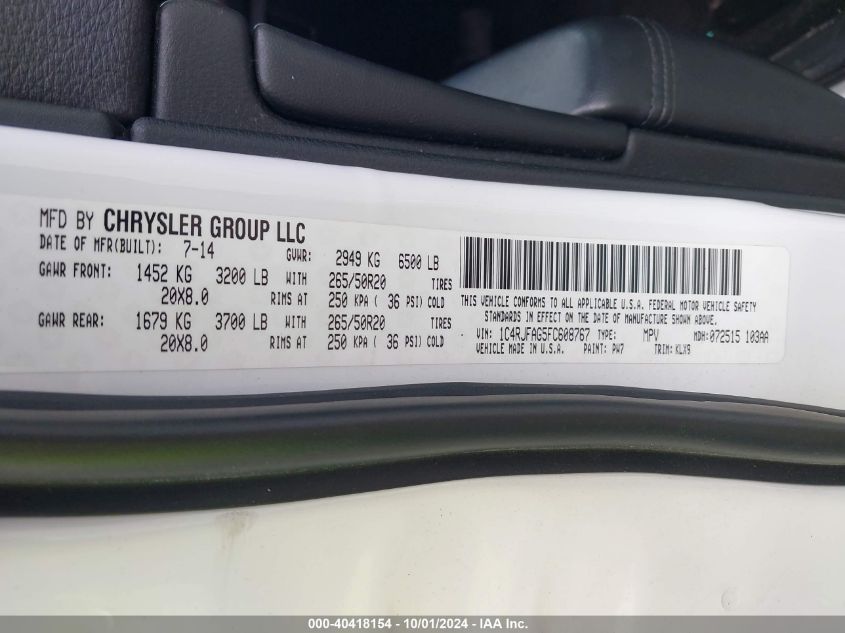 MFD BY CHRYSLER GROUP LLC
DATE OF MFR(BUILT): 7-14 GVWR: 2949 KG 6500 LB
GAWR FRONT: 1452 KG 3200 LB WITH 265/50R20 TIRES
20X8.0 RIMS AT 250 KPA ( 36 PSI) COLD
GAWR REAR: 1679 KG 3700 LB WITH 265/50R20 TIRES
20X8.0 RIMS AT 250 KPA ( 36 PSI) COLD
THIS VEHICLE CONFORMS TO ALL APPLICABLE U.S.A. FEDERAL MOTOR VEHICLE SAFETY
STANDARDS IN EFFECT ON THE DATE OF MANUFACTURE SHOWN ABOVE.
VIN: 1C4RJFAG5FC608767 TYPE: MPV MDH: 072515 103AA
VEHICLE MADE IN U.S.A. PAINT: PW7 TRIM: KLX9
000-40418154 - 10/01/2024 - IAA Inc.